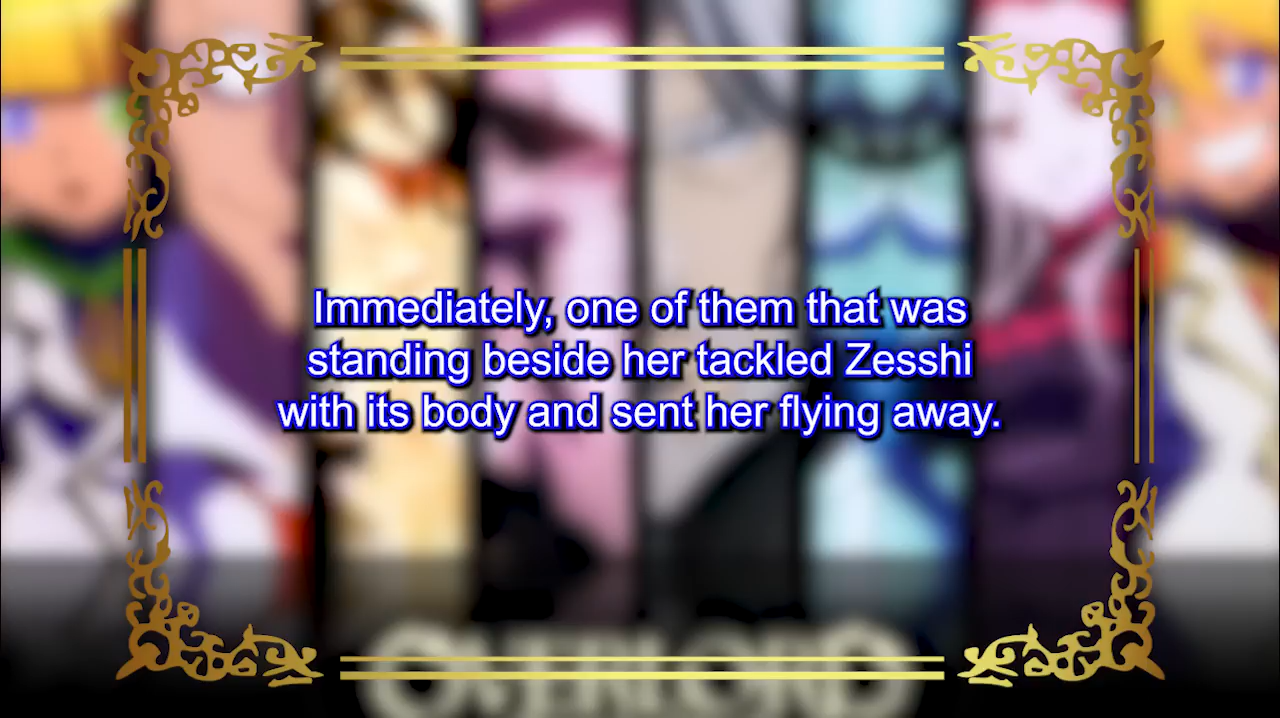 Immediately, one of them that was
standing beside her tackled Zesshi
with its body and sent her flying away.
OVERLORD